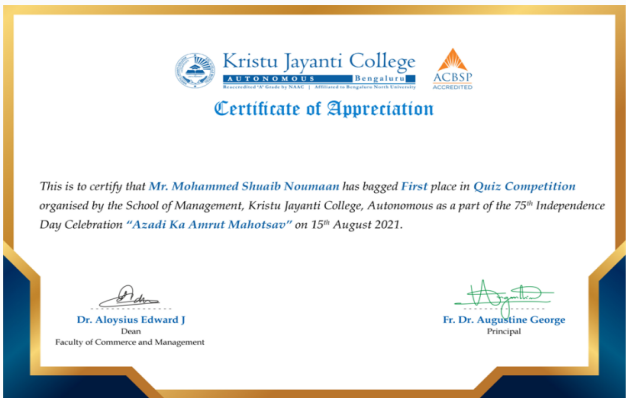 Kristu Jayanti College
AUTONOMOUS Bengaluru
Reaccredited 'A' Grade by NAAC | Affiliated to Bengaluru North University
ACBSP
ACCREDITED
Certificate of Appreciation
This is to certify that Mr. Mohammed Shuaib Noumaan has bagged First place in Quiz Competition
organised by the School of Management, Kristu Jayanti College, Autonomous as a part of the 75th Independence
Day Celebration "Azadi Ka Amrut Mahotsav" on 15th August 2021.
Dr. Aloysius Edward J
Dean
Faculty of Commerce and Management
Fr. Dr. Augustine George
Principal